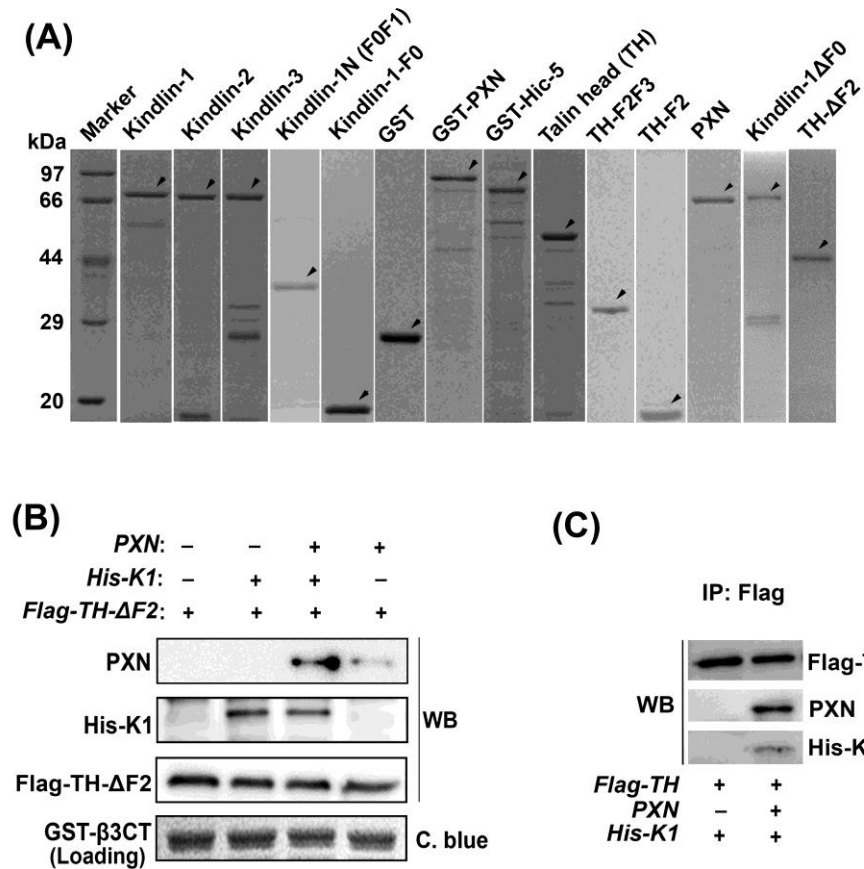 (A)
Marker
Kindlin-1
Kindlin-2
Kindlin-3
Kindlin-1N (F0F1)
Kindlin-1-F0
GST
GST-PXN
GST-Hic-5
Talin head (TH)
TH-F2F3
TH-F2
PXN
Kindlin-1ΔF0
TH-ΔF2
kDa
97
66
44
29
20
(B)
PXN: – – + +
His-K1: – + + –
Flag-TH-ΔF2: + + + +
PXN
His-K1
Flag-TH-ΔF2
WB
GST-β3CT
(Loading)
C. blue
(C)
IP: Flag
WB
Flag-T
PXN
His-K
Flag-TH + +
PXN – +
His-K1 + +